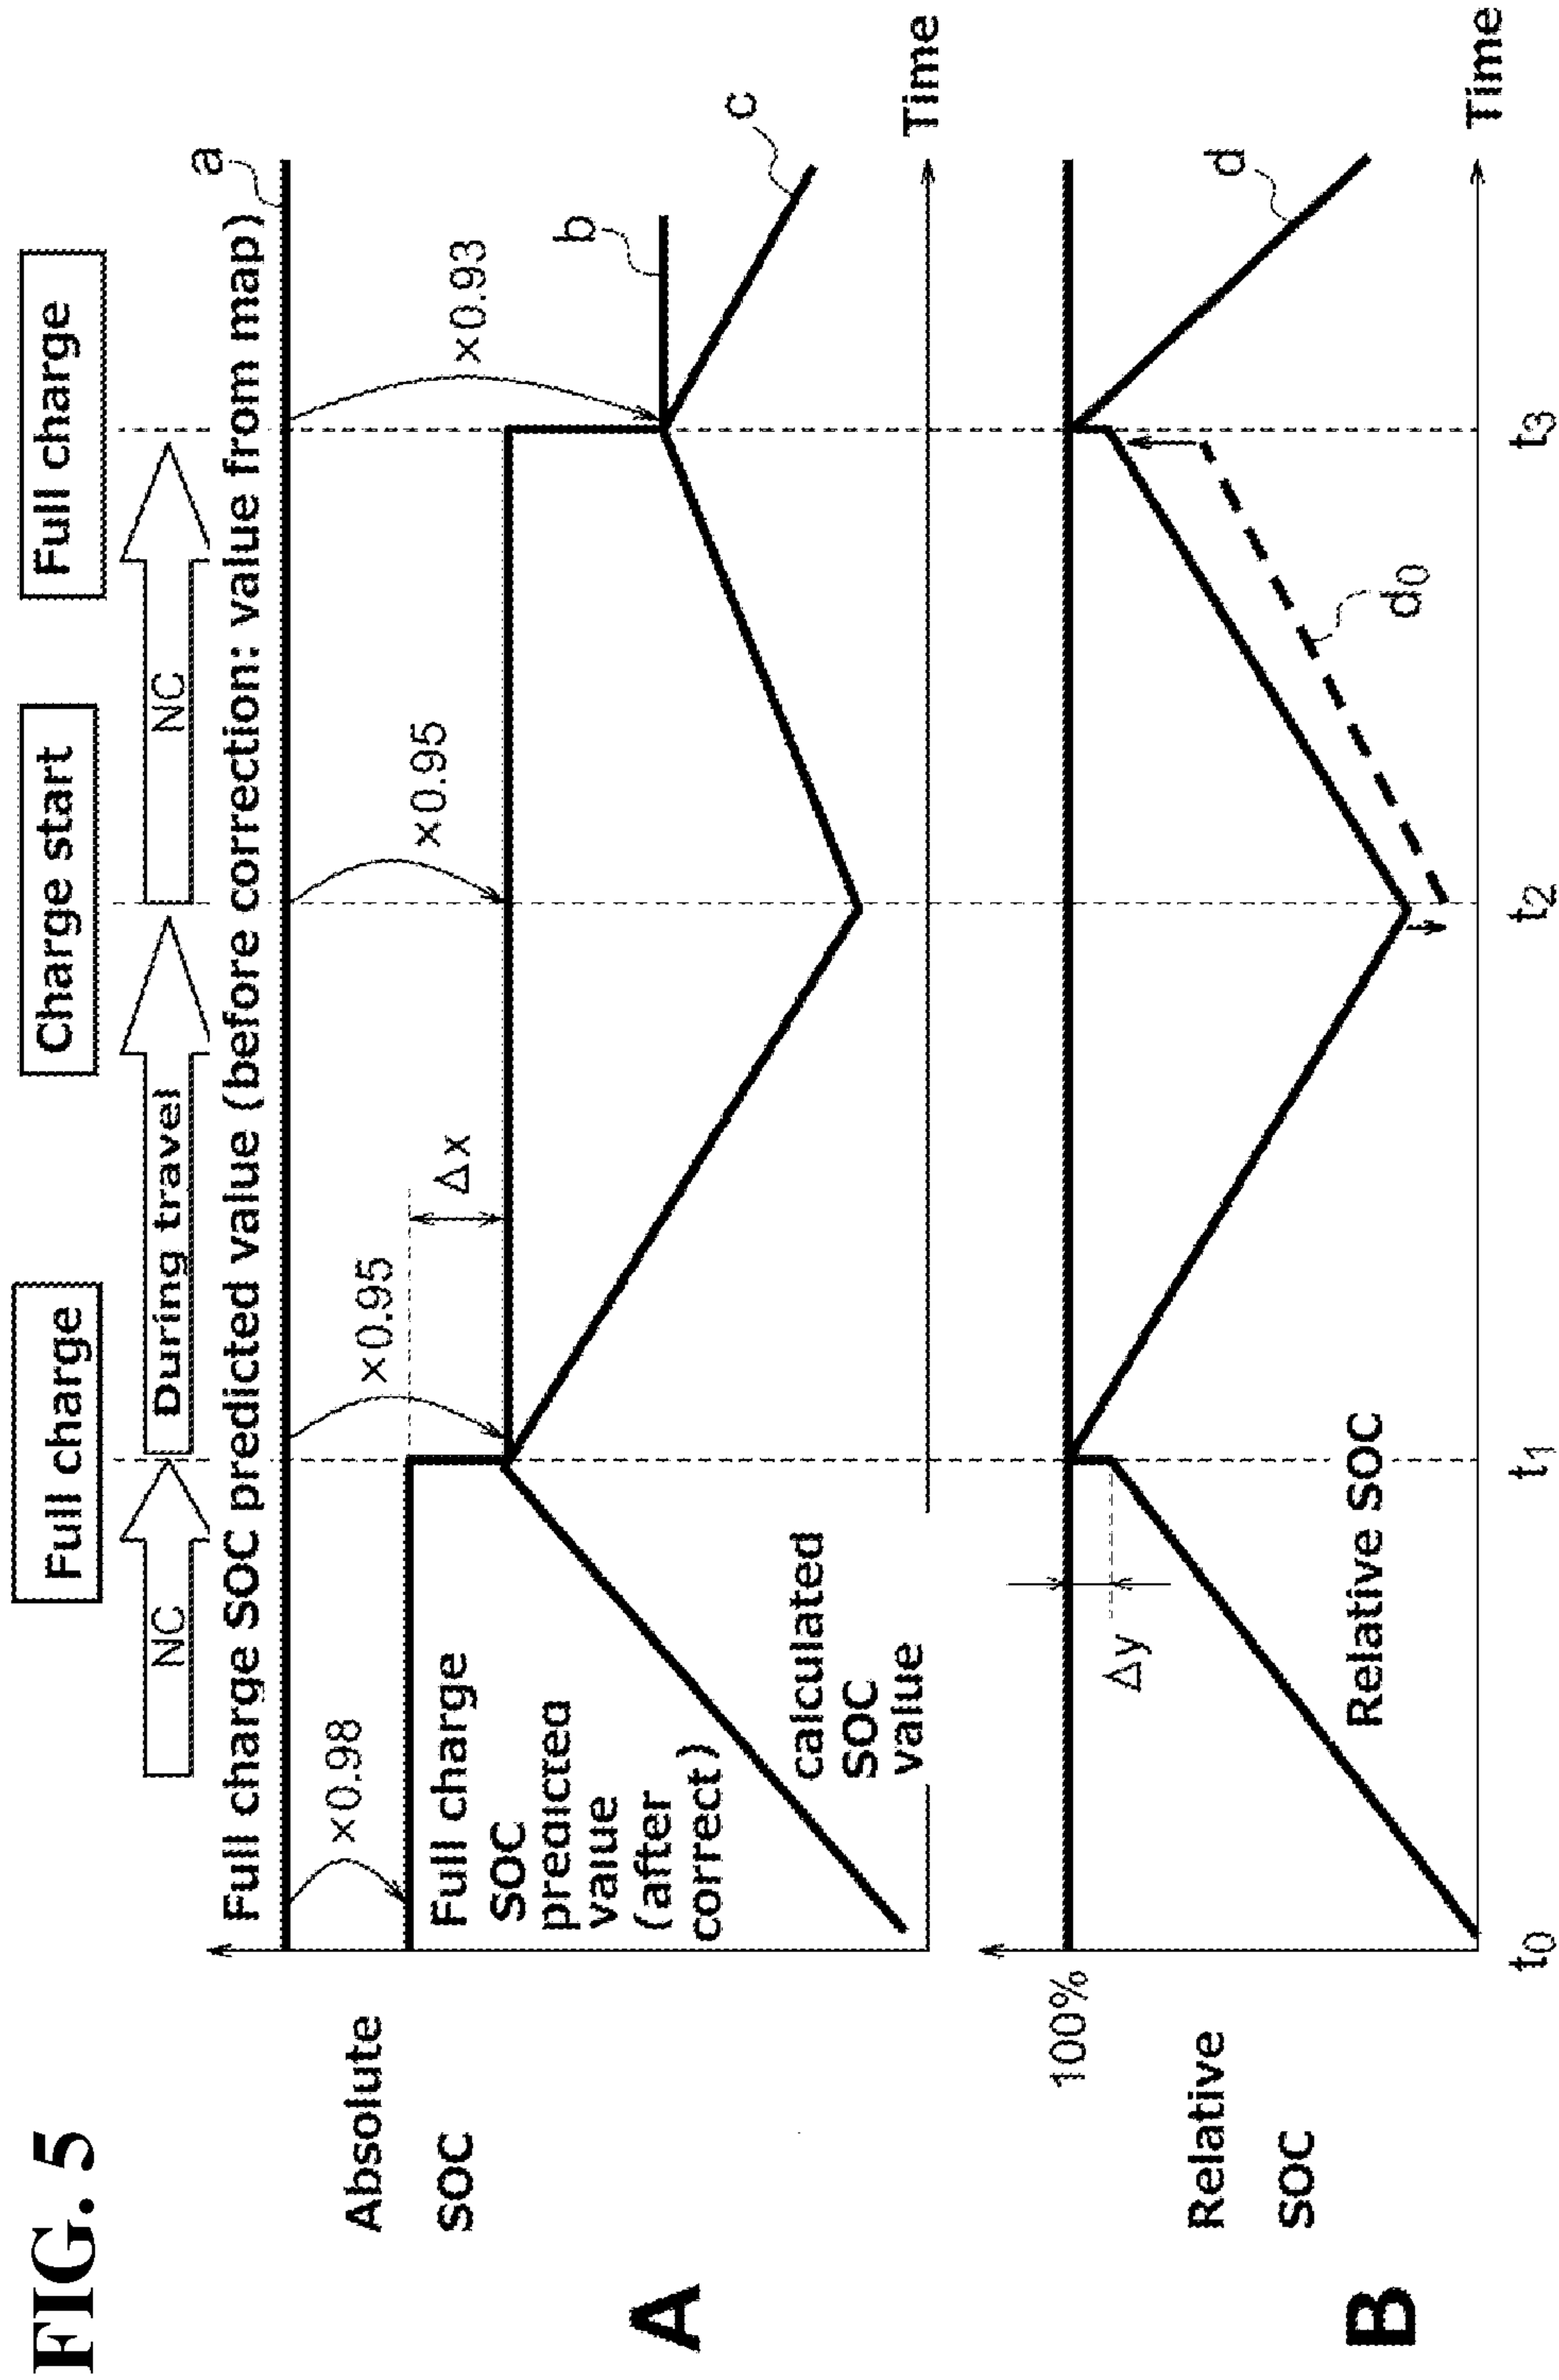 FIG. 5
Full charge
Charge start
Full charge
NC
During travel
NC
Full charge SOC predicted value (before correction: value from map)
a
Absolute
SOC
×0.98
×0.95
×0.95
×0.93
Δx
b
c
Full charge
SOC
predicted
value
(after
correct)
calculated
SOC
value
Time
A
100%
Relative
SOC
Δy
Relative SOC
d
d0
Time
B
t0
t1
t2
t3